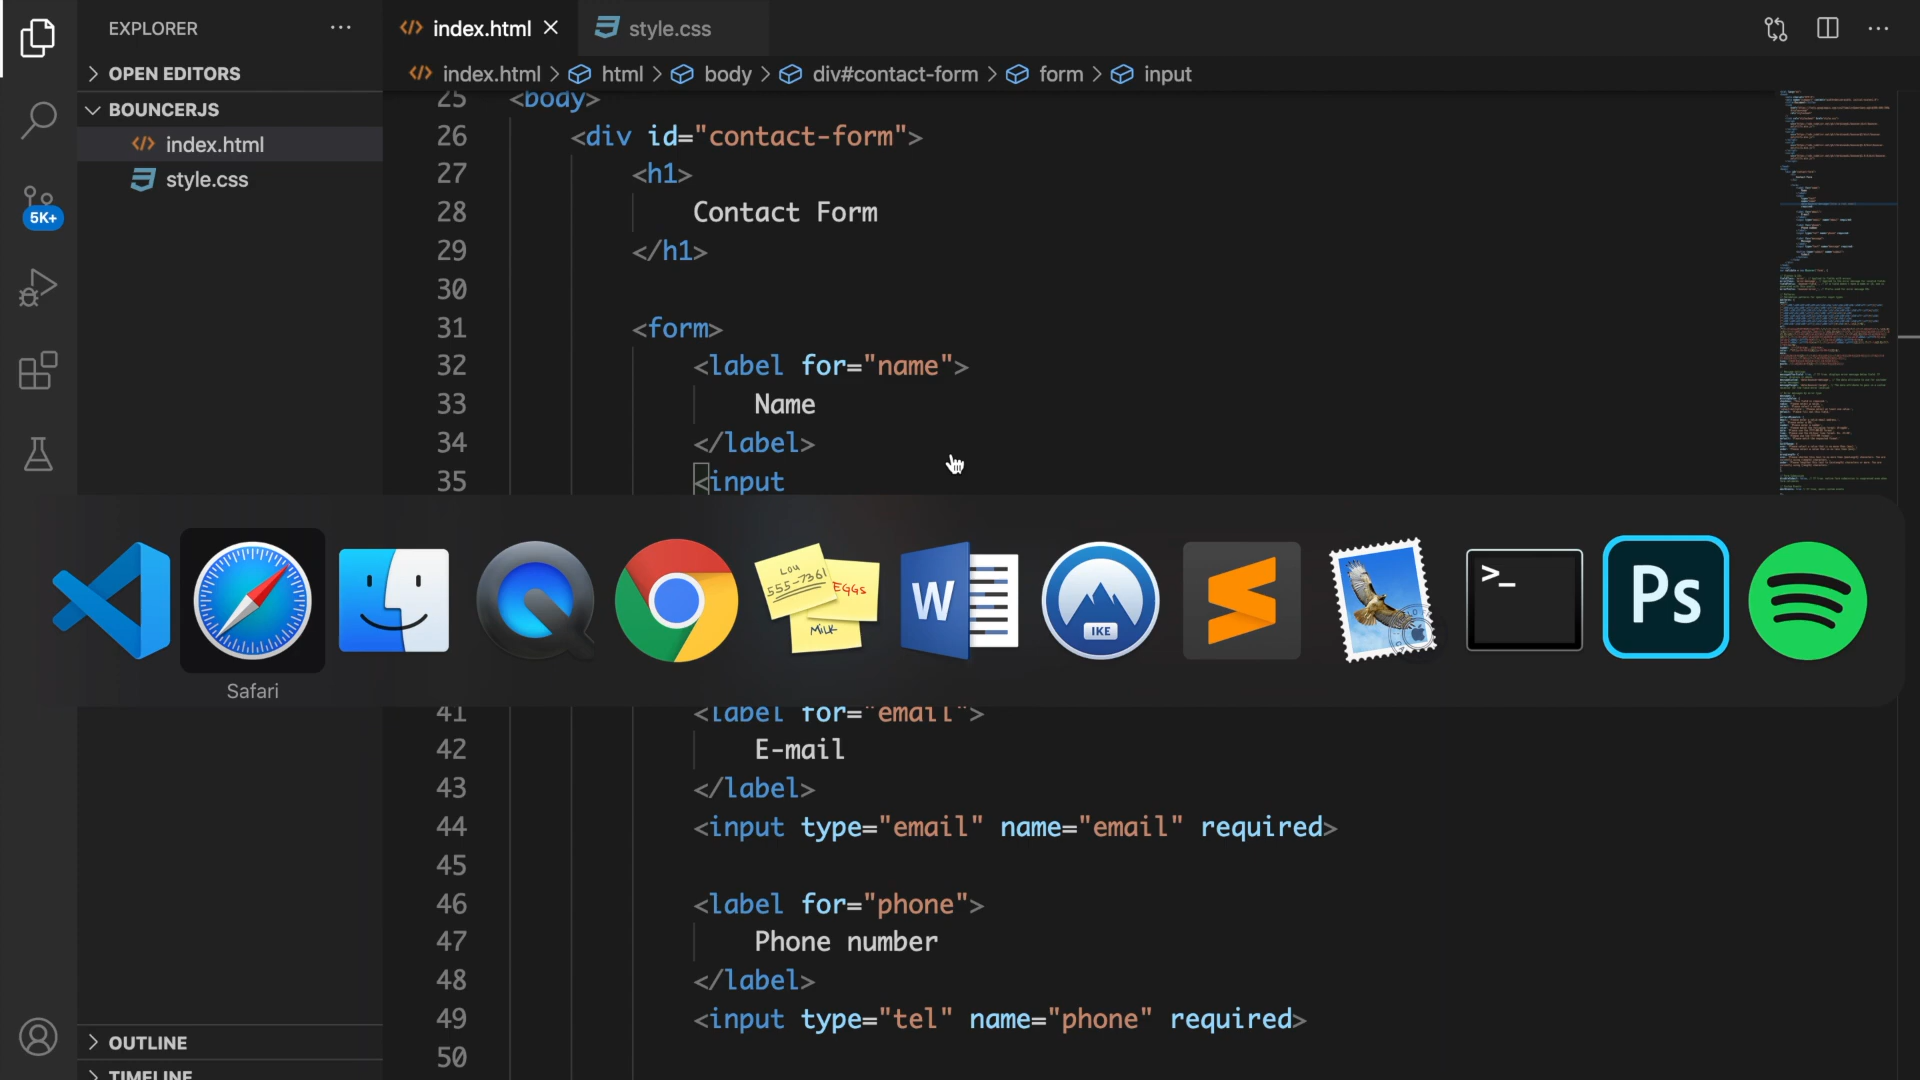 EXPLORER
index.html
style.css
OPEN EDITORS
index.html > html > body > div#contact-form > form > input
BOUNCERJS
index.html
style.css
5K+
25 <body>
26 <div id="contact-form">
27 <h1>
28 Contact Form
29 </h1>
30
31 <form>
32 <label for="name">
33 Name
34 </label>
35 <input
Lou
555-7361
EGGS
MILK
W
IKE
>_
Ps
Safari
41 <label for="email">
42 E-mail
43 </label>
44 <input type="email" name="email" required>
45
46 <label for="phone">
47 Phone number
48 </label>
49 <input type="tel" name="phone" required>
50
OUTLINE
TIMELINE